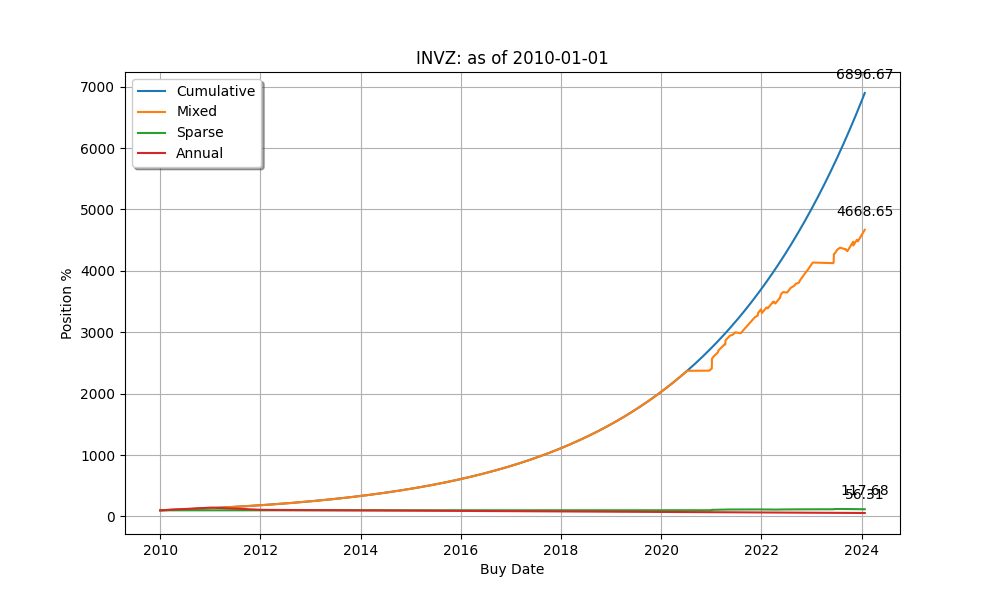 INVZ: as of 2010-01-01
6896.67
7000
Cumulative
Mixed
Sparse
Annual
6000
5000
4668.65
4000
3000
2000
1000
117.68
56.31
0
Position %
2010 2012 2014 2016 2018 2020 2022 2024
Buy Date